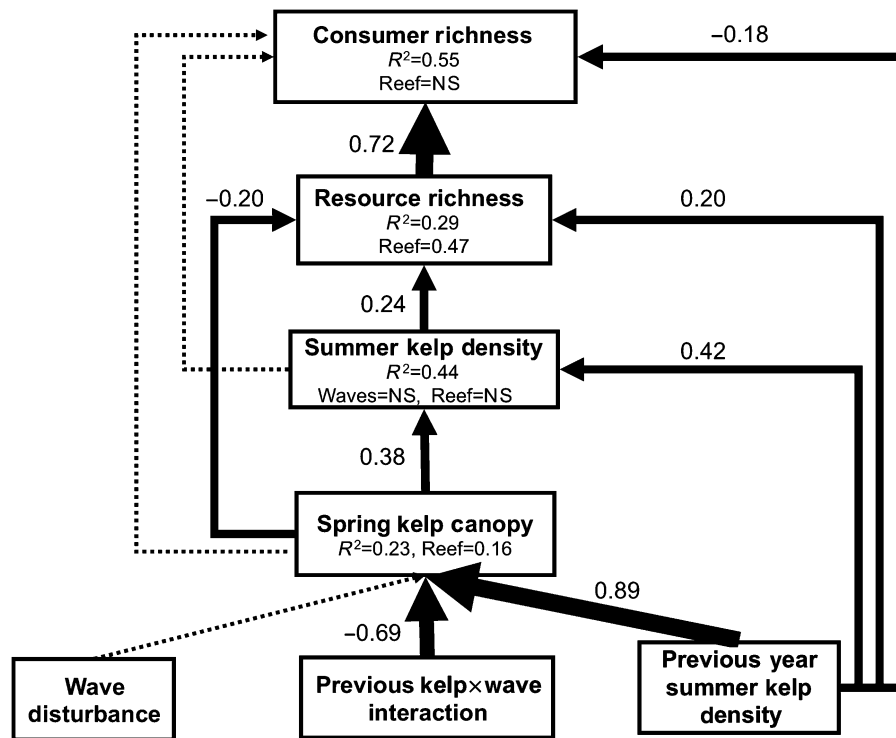 Consumer richness
R²=0.55
Reef=NS
−0.18
0.72
−0.20
Resource richness
R²=0.29
Reef=0.47
0.20
0.24
Summer kelp density
R²=0.44
Waves=NS, Reef=NS
0.42
0.38
Spring kelp canopy
R²=0.23, Reef=0.16
0.89
−0.69
Wave
disturbance
Previous kelp×wave
interaction
Previous year
summer kelp
density